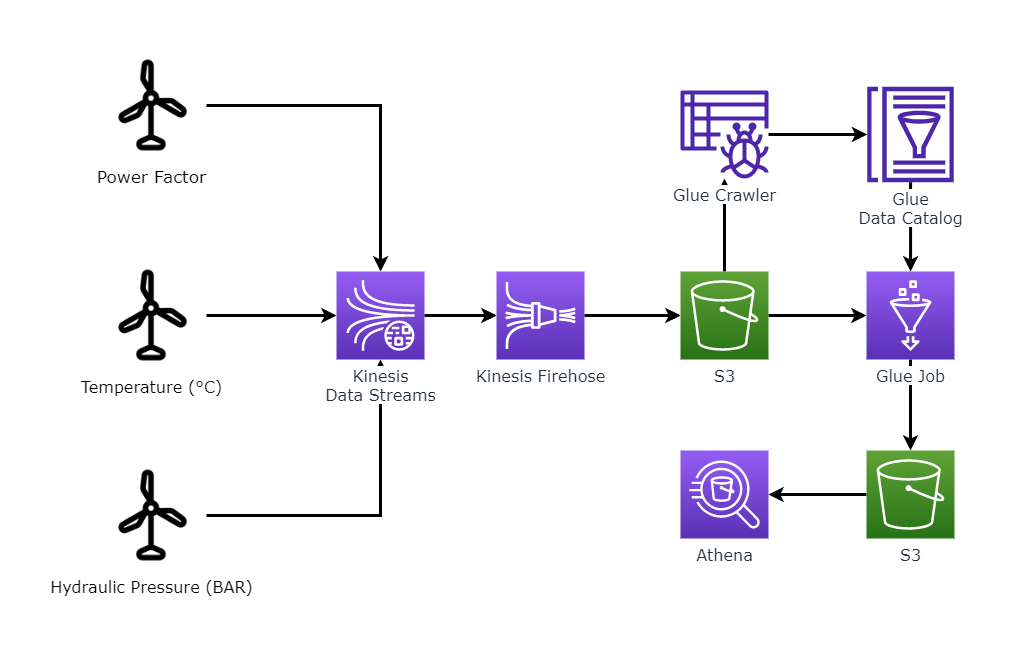 Power Factor
Glue Crawler
Glue
Data Catalog
Temperature (°C)
Kinesis
Data Streams
Kinesis Firehose
S3
Glue Job
Hydraulic Pressure (BAR)
Athena
S3